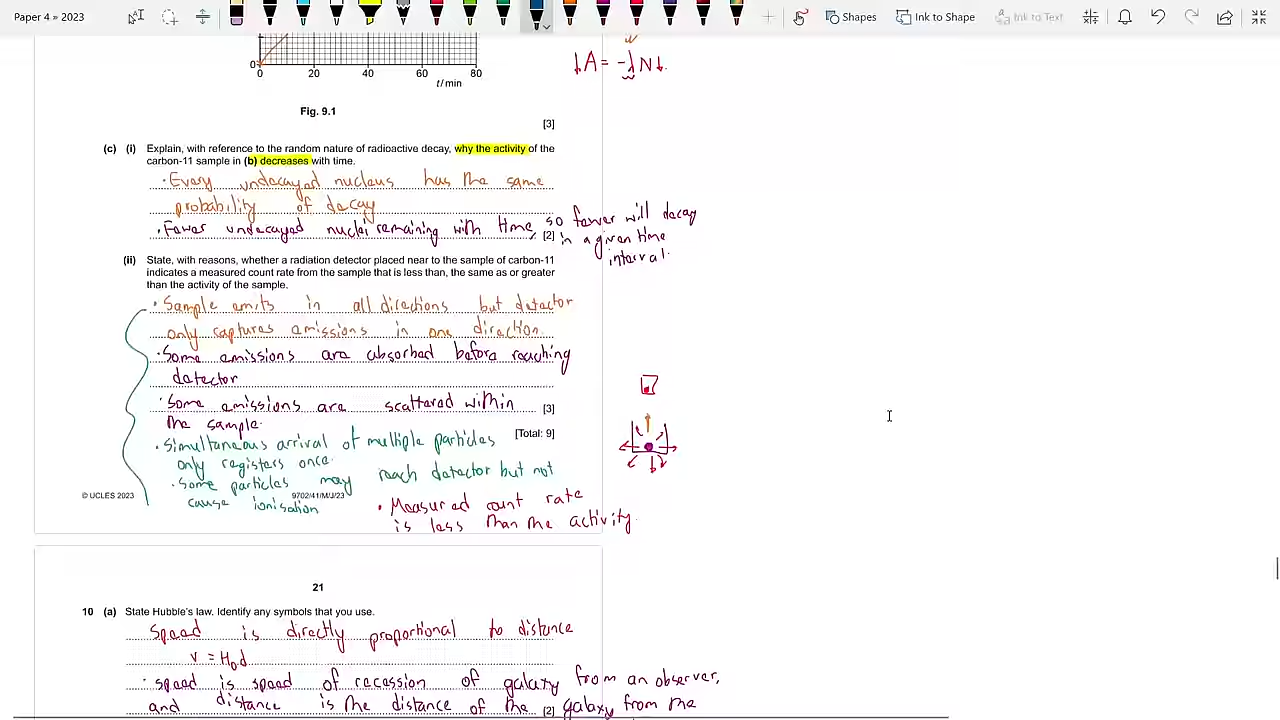 Paper 4 » 2023
Shapes
Ink to Shape
Ink to Text
0
0
20
40
60
80
t/min
Fig. 9.1
↓A = -λN↓.
[3]
(c) (i) Explain, with reference to the random nature of radioactive decay, why the activity of the
carbon-11 sample in (b) decreases with time.
· Every undecayed nucleus has the same
probability of decay
· Fewer undecayed nuclei remaining with time, so fewer will decay
[2] in a given time
interval.
(ii) State, with reasons, whether a radiation detector placed near to the sample of carbon-11
indicates a measured count rate from the sample that is less than, the same as or greater
than the activity of the sample.
· Sample emits in all directions but detector
only captures emissions in one direction.
· Some emissions are absorbed before reaching
detector
· Some emissions are scattered within [3]
the sample.
[Total: 9]
· Simultaneous arrival of multiple particles
only registers once.
· Some particles may reach detector but not
cause ionisation
© UCLES 2023
9702/41/M/J/23
· Measured count rate
is less than the activity.
21
10 (a) State Hubble's law. Identify any symbols that you use.
Speed is directly proportional to distance
v = H₀d
· speed is speed of recession of galaxy from an observer,
and distance is the distance of the [2] galaxy from the